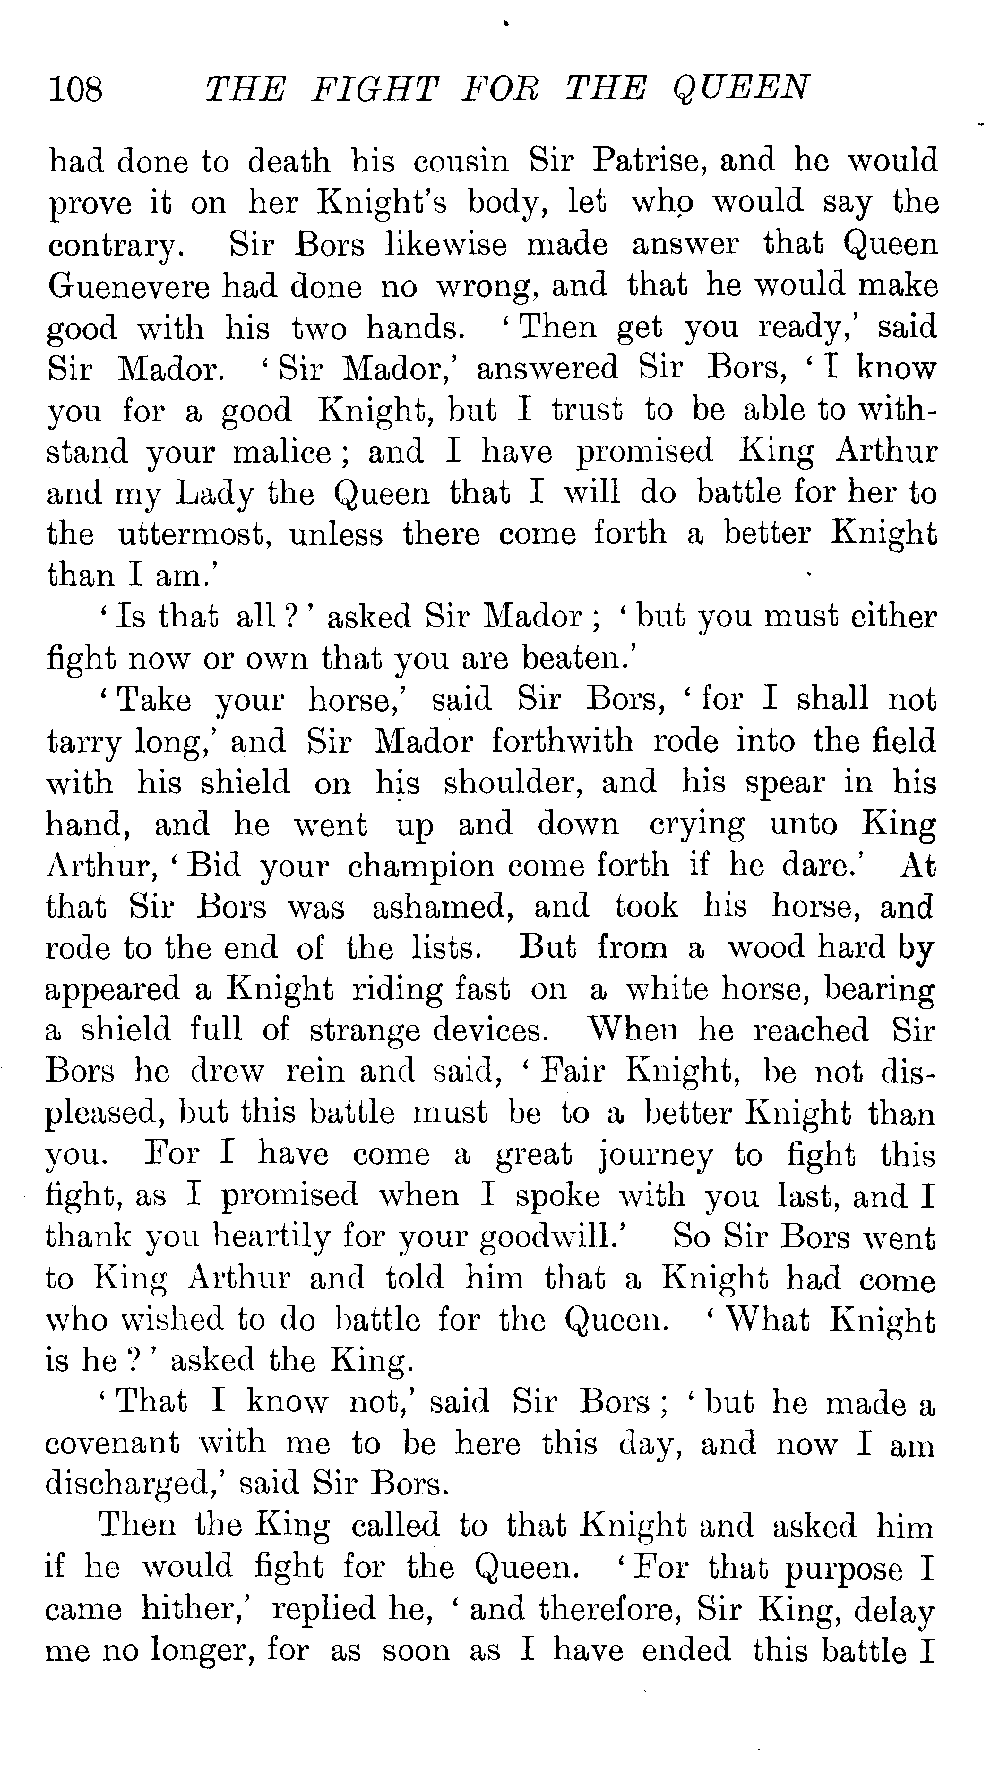 108 THE FIGHT FOR THE QUEEN
had done to death his cousin Sir Patrise, and he would
prove it on her Knight's body, let who would say the
contrary. Sir Bors likewise made answer that Queen
Guenevere had done no wrong, and that he would make
good with his two hands. ‘Then get you ready,’ said
Sir Mador. ‘Sir Mador,’ answered Sir Bors, ‘I know
you for a good Knight, but I trust to be able to with-
stand your malice; and I have promised King Arthur
and my Lady the Queen that I will do battle for her to
the uttermost, unless there come forth a better Knight
than I am.’
‘Is that all?’ asked Sir Mador; ‘but you must either
fight now or own that you are beaten.’
‘Take your horse,’ said Sir Bors, ‘for I shall not
tarry long,’ and Sir Mador forthwith rode into the field
with his shield on his shoulder, and his spear in his
hand, and he went up and down crying unto King
Arthur, ‘Bid your champion come forth if he dare.’ At
that Sir Bors was ashamed, and took his horse, and
rode to the end of the lists. But from a wood hard by
appeared a Knight riding fast on a white horse, bearing
a shield full of strange devices. When he reached Sir
Bors he drew rein and said, ‘Fair Knight, be not dis-
pleased, but this battle must be to a better Knight than
you. For I have come a great journey to fight this
fight, as I promised when I spoke with you last, and I
thank you heartily for your goodwill.’ So Sir Bors went
to King Arthur and told him that a Knight had come
who wished to do battle for the Queen. ‘What Knight
is he?’ asked the King.
‘That I know not,’ said Sir Bors; ‘but he made a
covenant with me to be here this day, and now I am
discharged,’ said Sir Bors.
Then the King called to that Knight and asked him
if he would fight for the Queen. ‘For that purpose I
came hither,’ replied he, ‘and therefore, Sir King, delay
me no longer, for as soon as I have ended this battle I